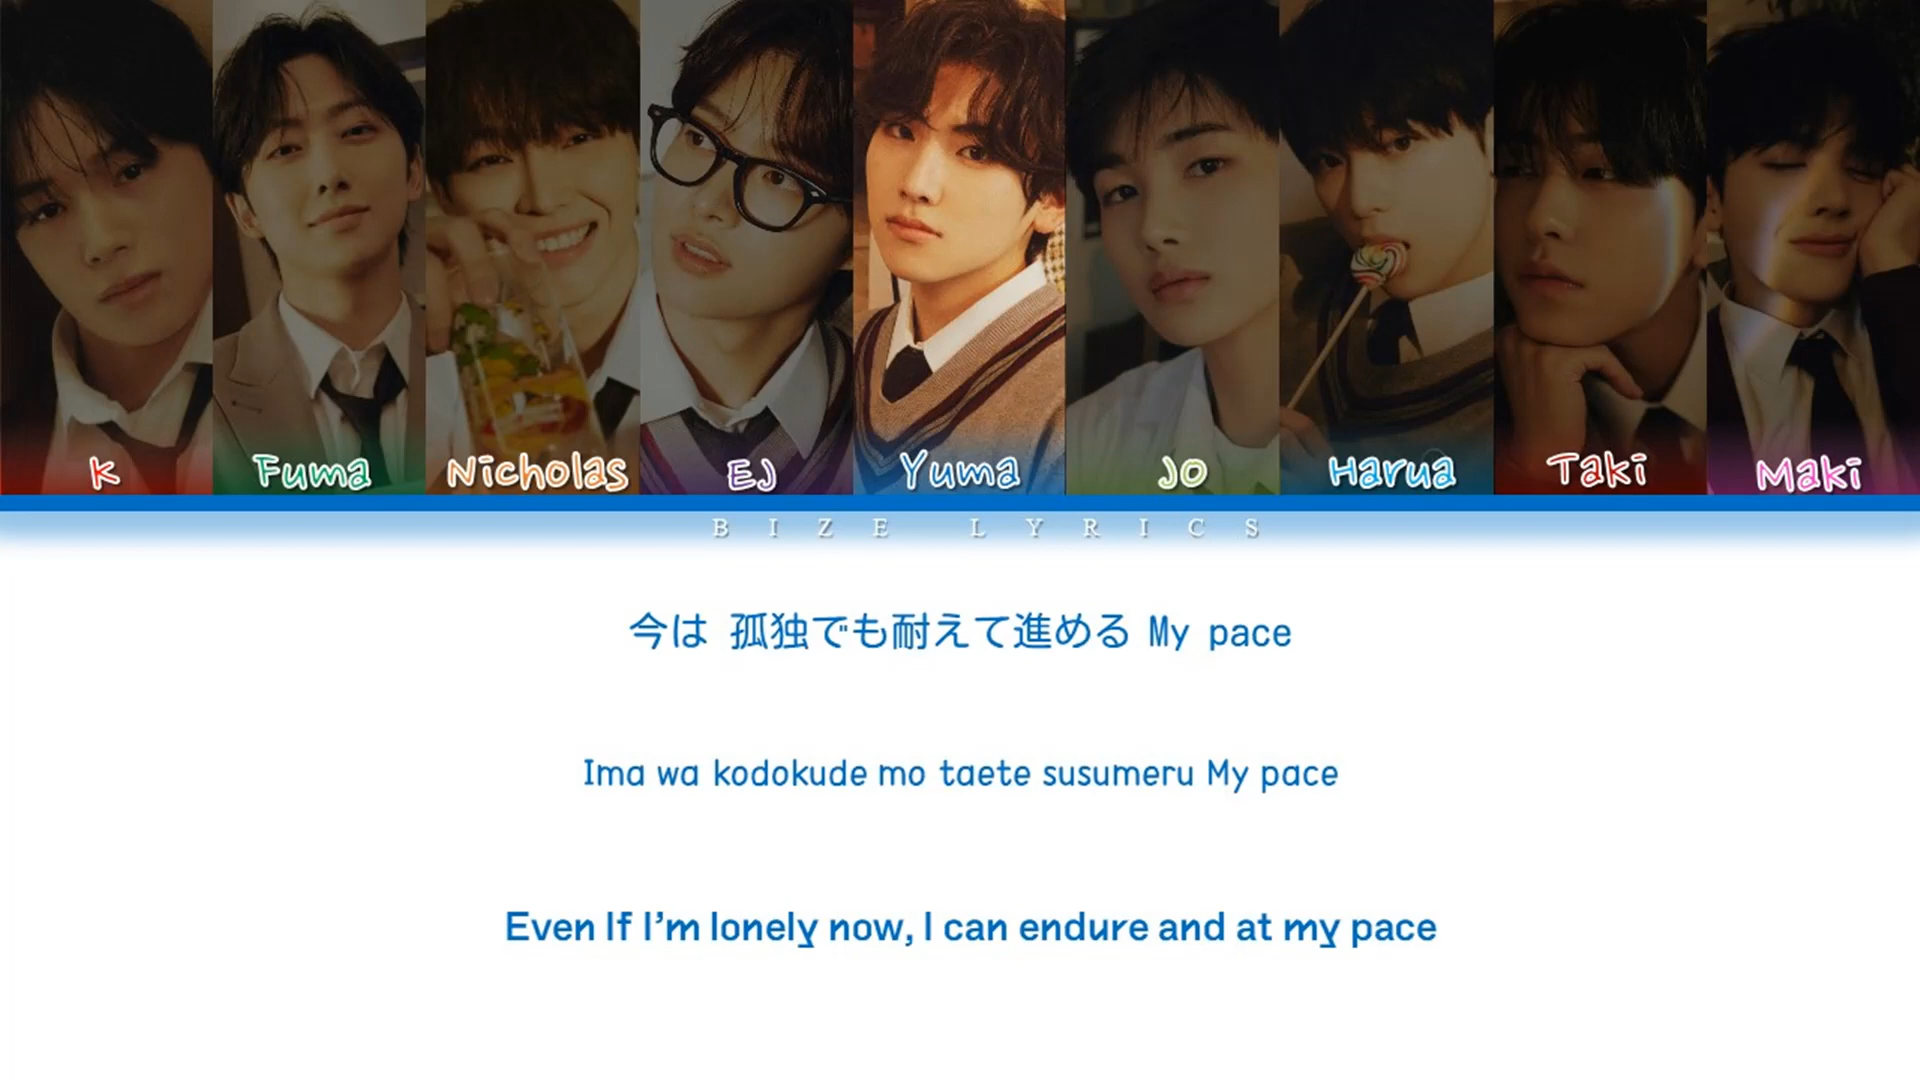 K
Fuma
Nicholas
EJ
Yuma
JO
Harua
Taki
Maki
BIZE LYRICS
今は 孤独でも耐えて進める My pace
Ima wa kodokude mo taete susumeru My pace
Even If I'm lonely now, I can endure and at my pace